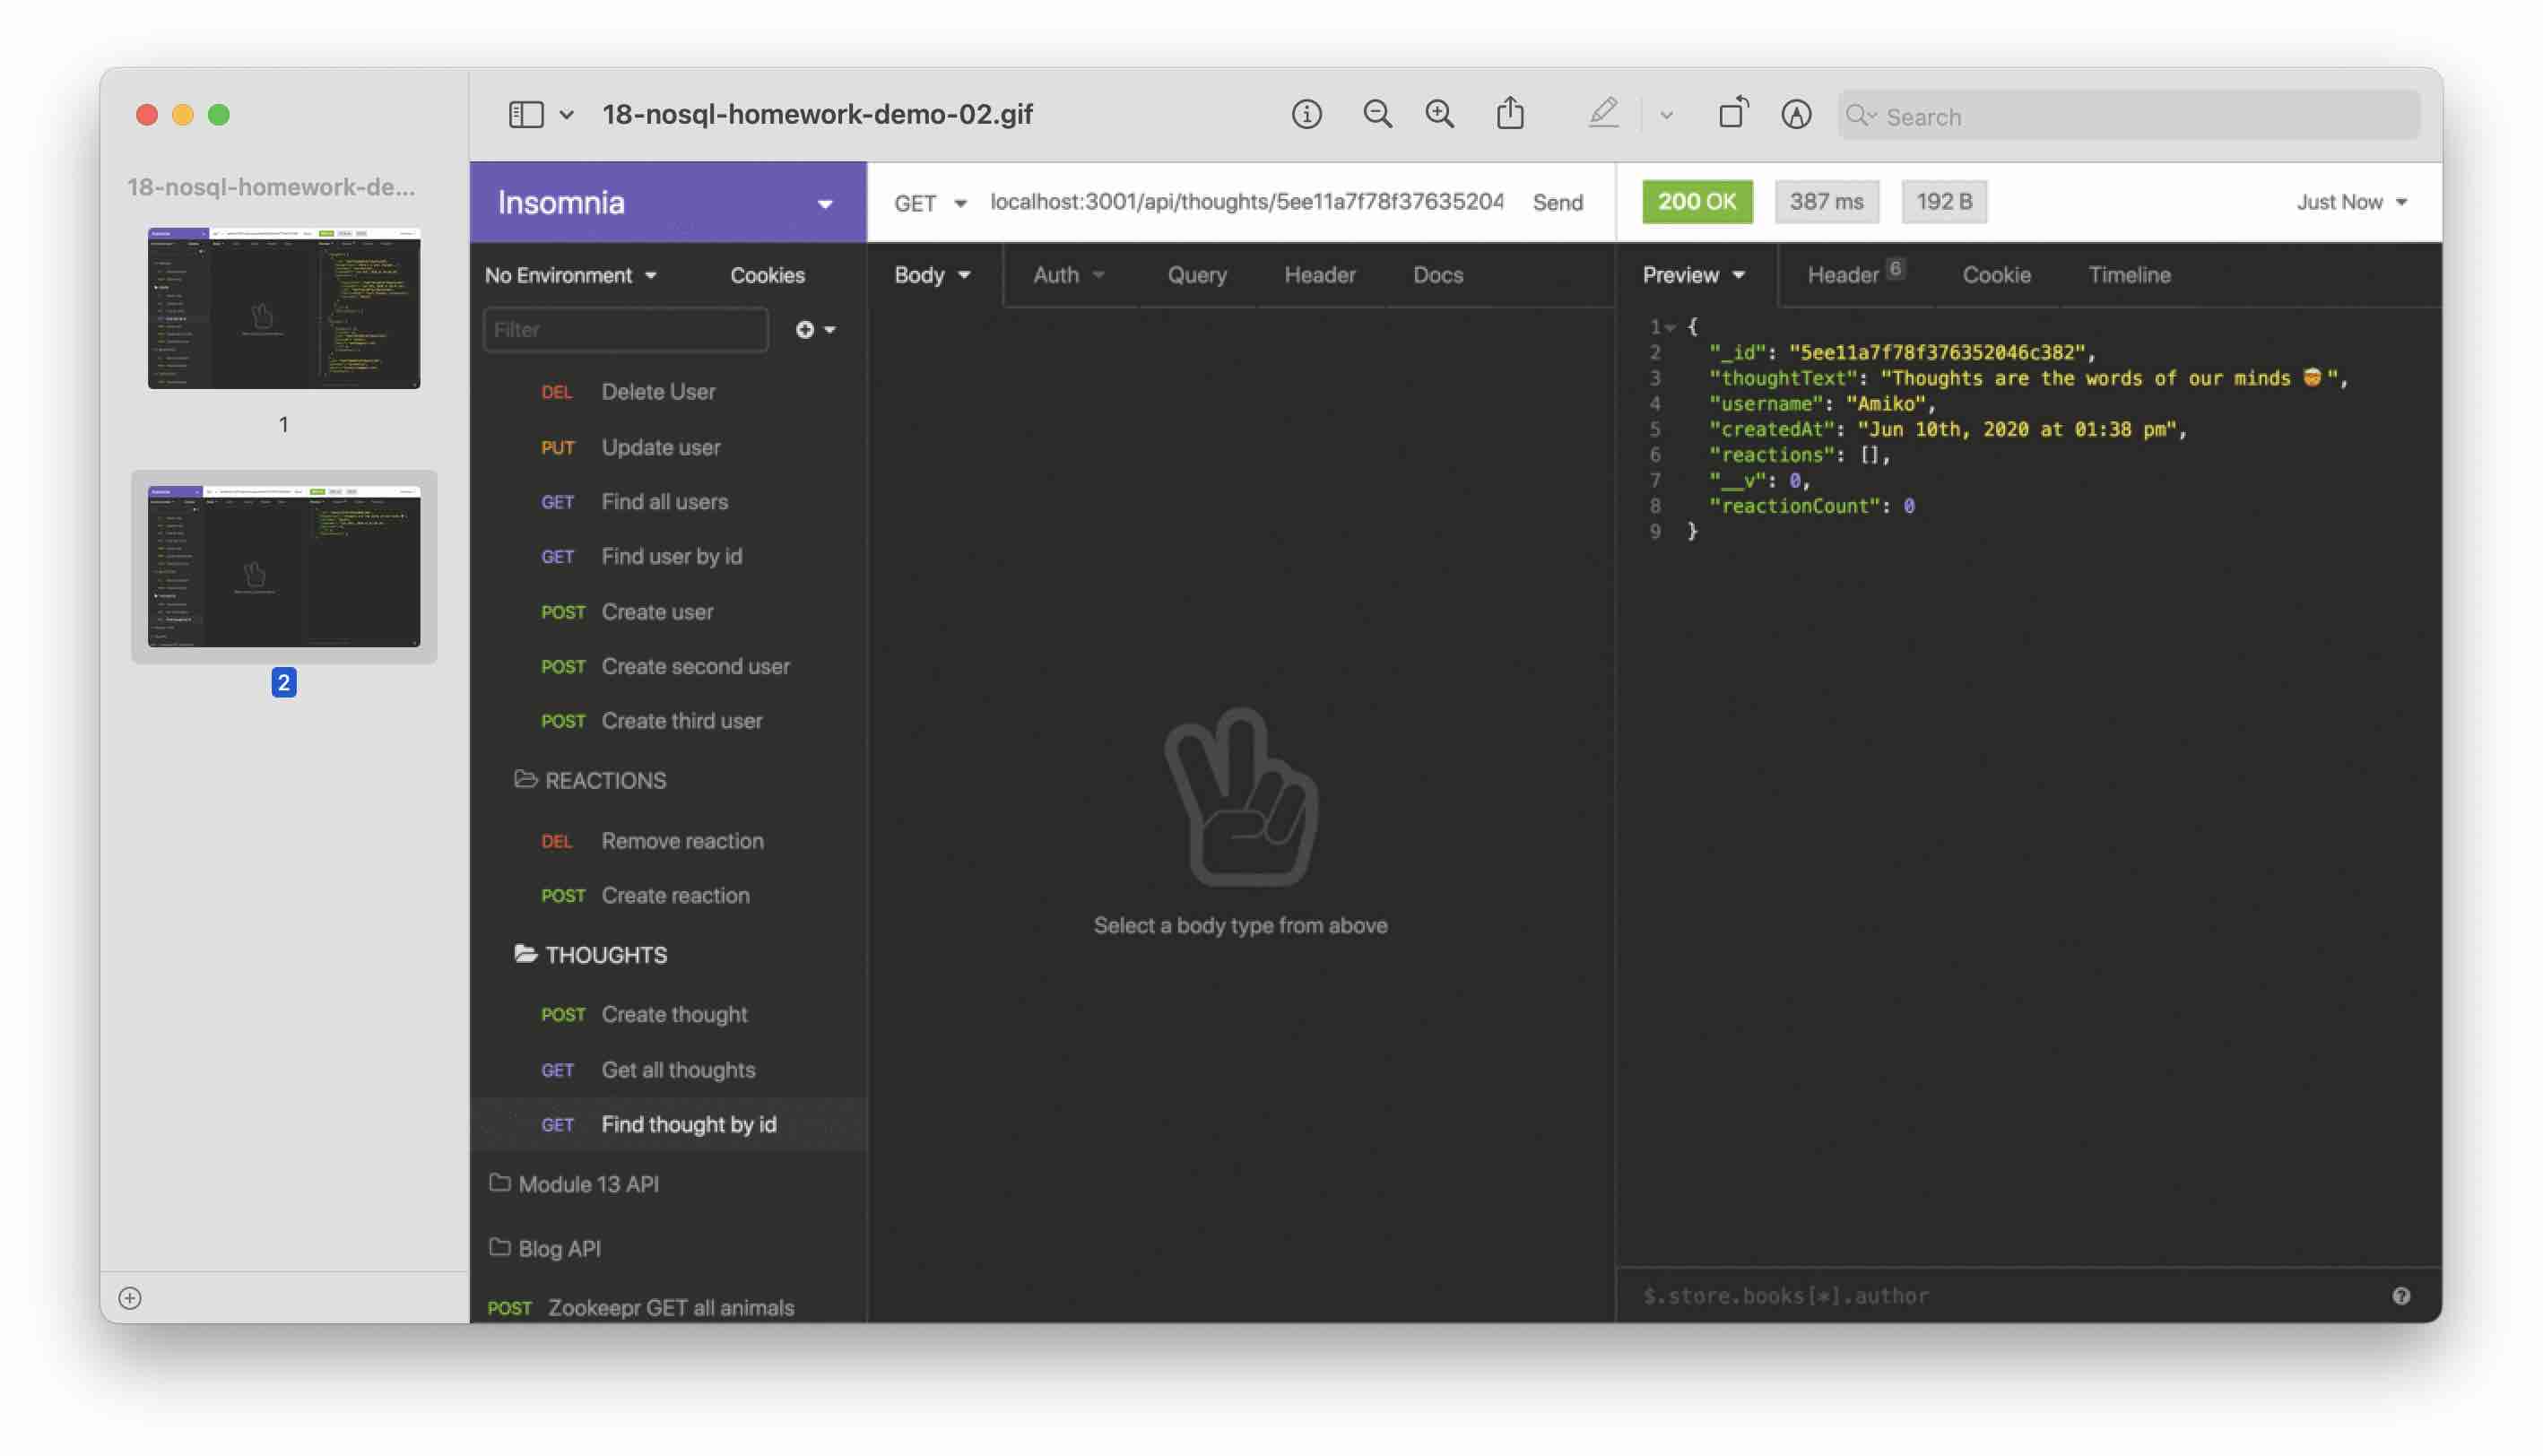 18-nosql-homework-de...
1
2
18-nosql-homework-demo-02.gif
Search
Insomnia
GET localhost:3001/api/thoughts/5ee11a7f78f37635204 Send
200 OK 387 ms 192 B Just Now
No Environment Cookies
Filter
DEL Delete User
PUT Update user
GET Find all users
GET Find user by id
POST Create user
POST Create second user
POST Create third user
REACTIONS
DEL Remove reaction
POST Create reaction
THOUGHTS
POST Create thought
GET Get all thoughts
GET Find thought by id
Module 13 API
Blog API
POST Zookeepr GET all animals
Body Auth Query Header Docs
Select a body type from above
Preview Header 6 Cookie Timeline
1 {
2 "_id": "5ee11a7f78f376352046c382",
3 "thoughtText": "Thoughts are the words of our minds 🤯",
4 "username": "Amiko",
5 "createdAt": "Jun 10th, 2020 at 01:38 pm",
6 "reactions": [],
7 "__v": 0,
8 "reactionCount": 0
9 }
$.store.books[*].author